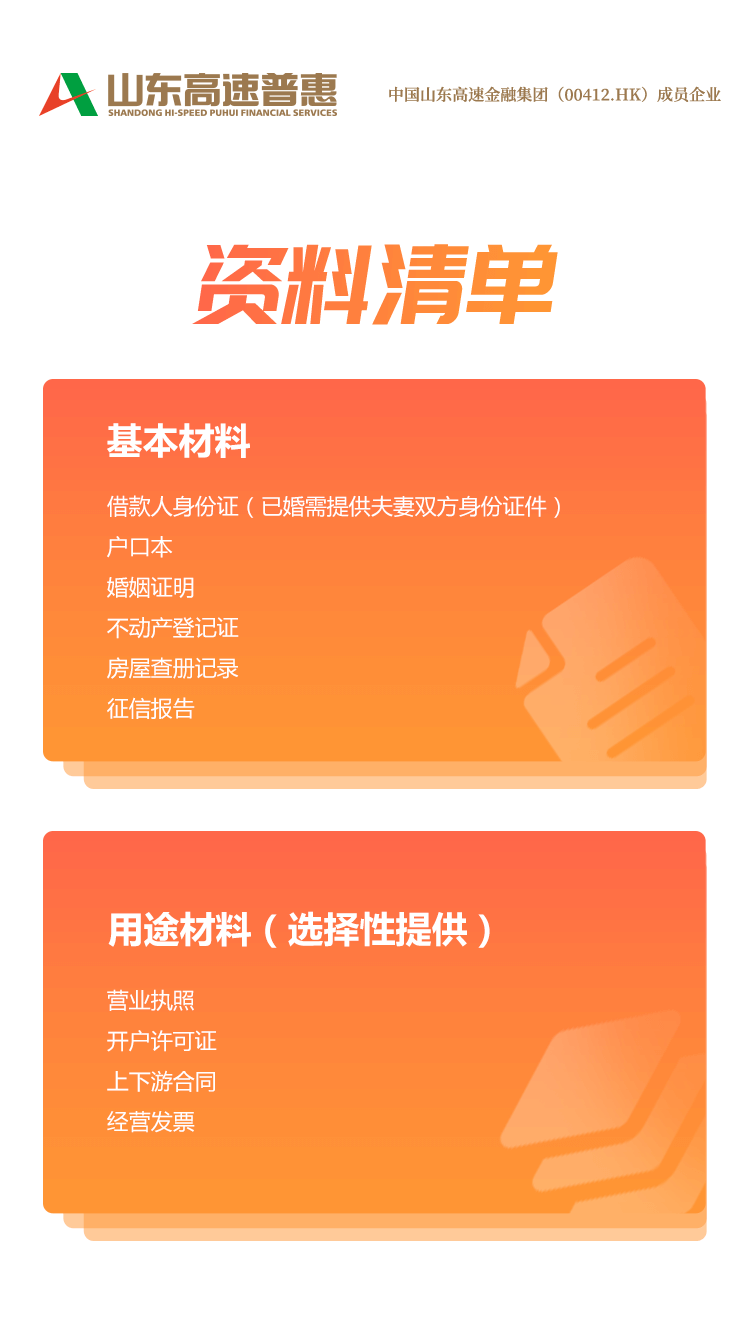 山东高速普惠
SHANDONG HI-SPEED PUHUI FINANCIAL SERVICES
中国山东高速金融集团（00412.HK）成员企业
资料清单
基本材料
借款人身份证（已婚需提供夫妻双方身份证件）
户口本
婚姻证明
不动产登记证
房屋查册记录
征信报告
用途材料（选择性提供）
营业执照
开户许可证
上下游合同
经营发票